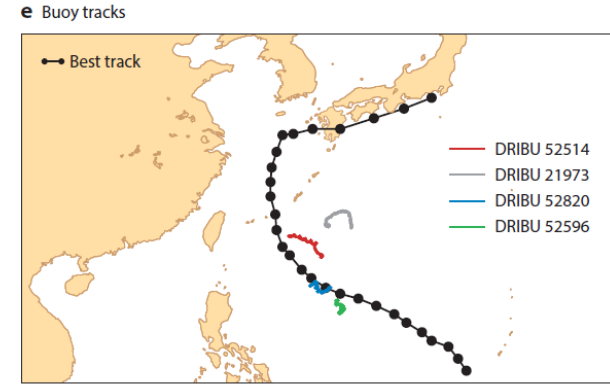 e Buoy tracks
Best track
DRIBU 52514
DRIBU 21973
DRIBU 52820
DRIBU 52596